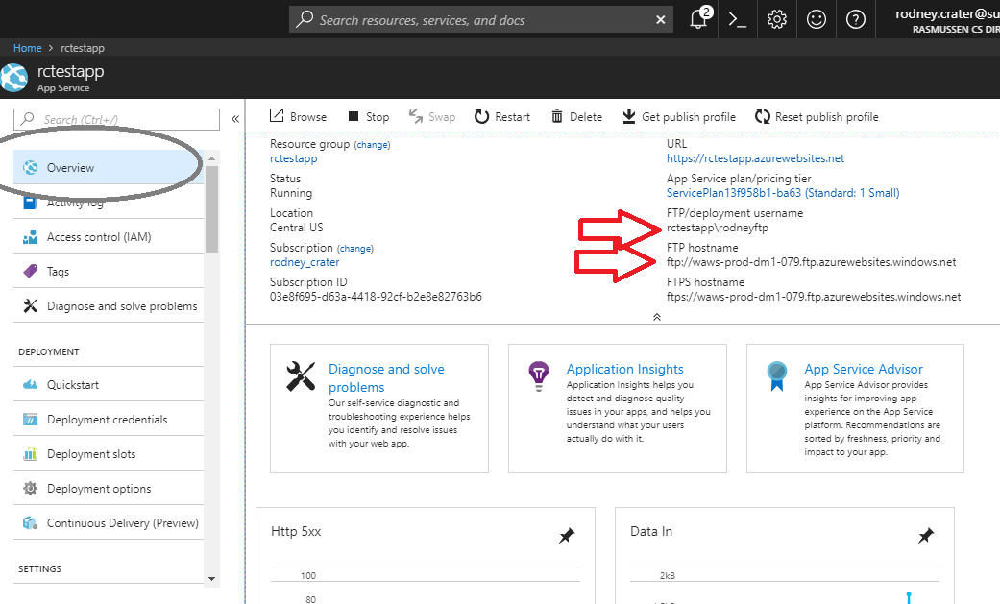 Search resources, services, and docs
2
rodney.crater@su
RASMUSSEN CS DIR
Home > rctestapp
rctestapp
App Service
Search (Ctrl+/)
Overview
Activity log
Access control (IAM)
Tags
Diagnose and solve problems
DEPLOYMENT
Quickstart
Deployment credentials
Deployment slots
Deployment options
Continuous Delivery (Preview)
SETTINGS
Browse Stop Swap Restart Delete Get publish profile Reset publish profile
Resource group (change)
rctestapp
Status
Running
Location
Central US
Subscription (change)
rodney_crater
Subscription ID
03e8f695-d63a-4418-92cf-b2e8e82763b6
URL
https://rctestapp.azurewebsites.net
App Service plan/pricing tier
ServicePlan13f958b1-ba63 (Standard: 1 Small)
FTP/deployment username
rctestapp\rodneyftp
FTP hostname
ftp://waws-prod-dm1-079.ftp.azurewebsites.windows.net
FTPS hostname
ftps://waws-prod-dm1-079.ftp.azurewebsites.windows.net
Diagnose and solve
problems
Our self-service diagnostic and
troubleshooting experience helps
you identify and resolve issues
with your web app.
Application Insights
Application Insights helps you
detect and diagnose quality
issues in your apps, and helps you
understand what your users
actually do with it.
App Service Advisor
App Service Advisor provides
insights for improving app
experience on the App Service
platform. Recommendations are
sorted by freshness, priority and
impact to your app.
Http 5xx
100
80
Data In
2kB